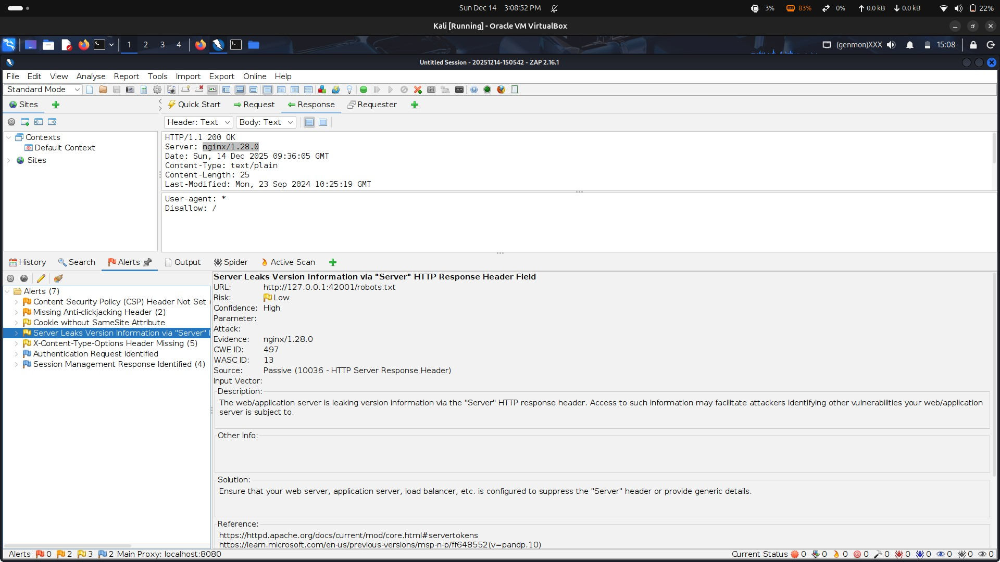 Sun Dec 14 3:08:52 PM
3%
83%
0%
0.0 kB
0.0 kB
22%
Kali [Running] - Oracle VM VirtualBox
1 2 3 4
(genmon)XXX
15:08
Untitled Session - 20251214-150542 - ZAP 2.16.1
File Edit View Analyse Report Tools Import Export Online Help
Standard Mode
Sites
Quick Start Request Response Requester
Header: Text Body: Text
Contexts
Default Context
Sites
HTTP/1.1 200 OK
Server: nginx/1.28.0
Date: Sun, 14 Dec 2025 09:36:05 GMT
Content-Type: text/plain
Content-Length: 25
Last-Modified: Mon, 23 Sep 2024 10:25:19 GMT
User-agent: *
Disallow: /
History Search Alerts Output Spider Active Scan
Alerts (7)
Content Security Policy (CSP) Header Not Set (
Missing Anti-clickjacking Header (2)
Cookie without SameSite Attribute
Server Leaks Version Information via "Server" H
X-Content-Type-Options Header Missing (5)
Authentication Request Identified
Session Management Response Identified (4)
Server Leaks Version Information via "Server" HTTP Response Header Field
URL: http://127.0.0.1:42001/robots.txt
Risk: Low
Confidence: High
Parameter:
Attack:
Evidence: nginx/1.28.0
CWE ID: 497
WASC ID: 13
Source: Passive (10036 - HTTP Server Response Header)
Input Vector:
Description:
The web/application server is leaking version information via the "Server" HTTP response header. Access to such information may facilitate attackers identifying other vulnerabilities your web/application
server is subject to.
Other Info:
Solution:
Ensure that your web server, application server, load balancer, etc. is configured to suppress the "Server" header or provide generic details.
Reference:
https://httpd.apache.org/docs/current/mod/core.html#servertokens
https://learn.microsoft.com/en-us/previous-versions/msp-n-p/ff648552(v=pandp.10)
Alerts 0 2 3 2 Main Proxy: localhost:8080
Current Status 0 0 0 0 0 0 0 0 0 0